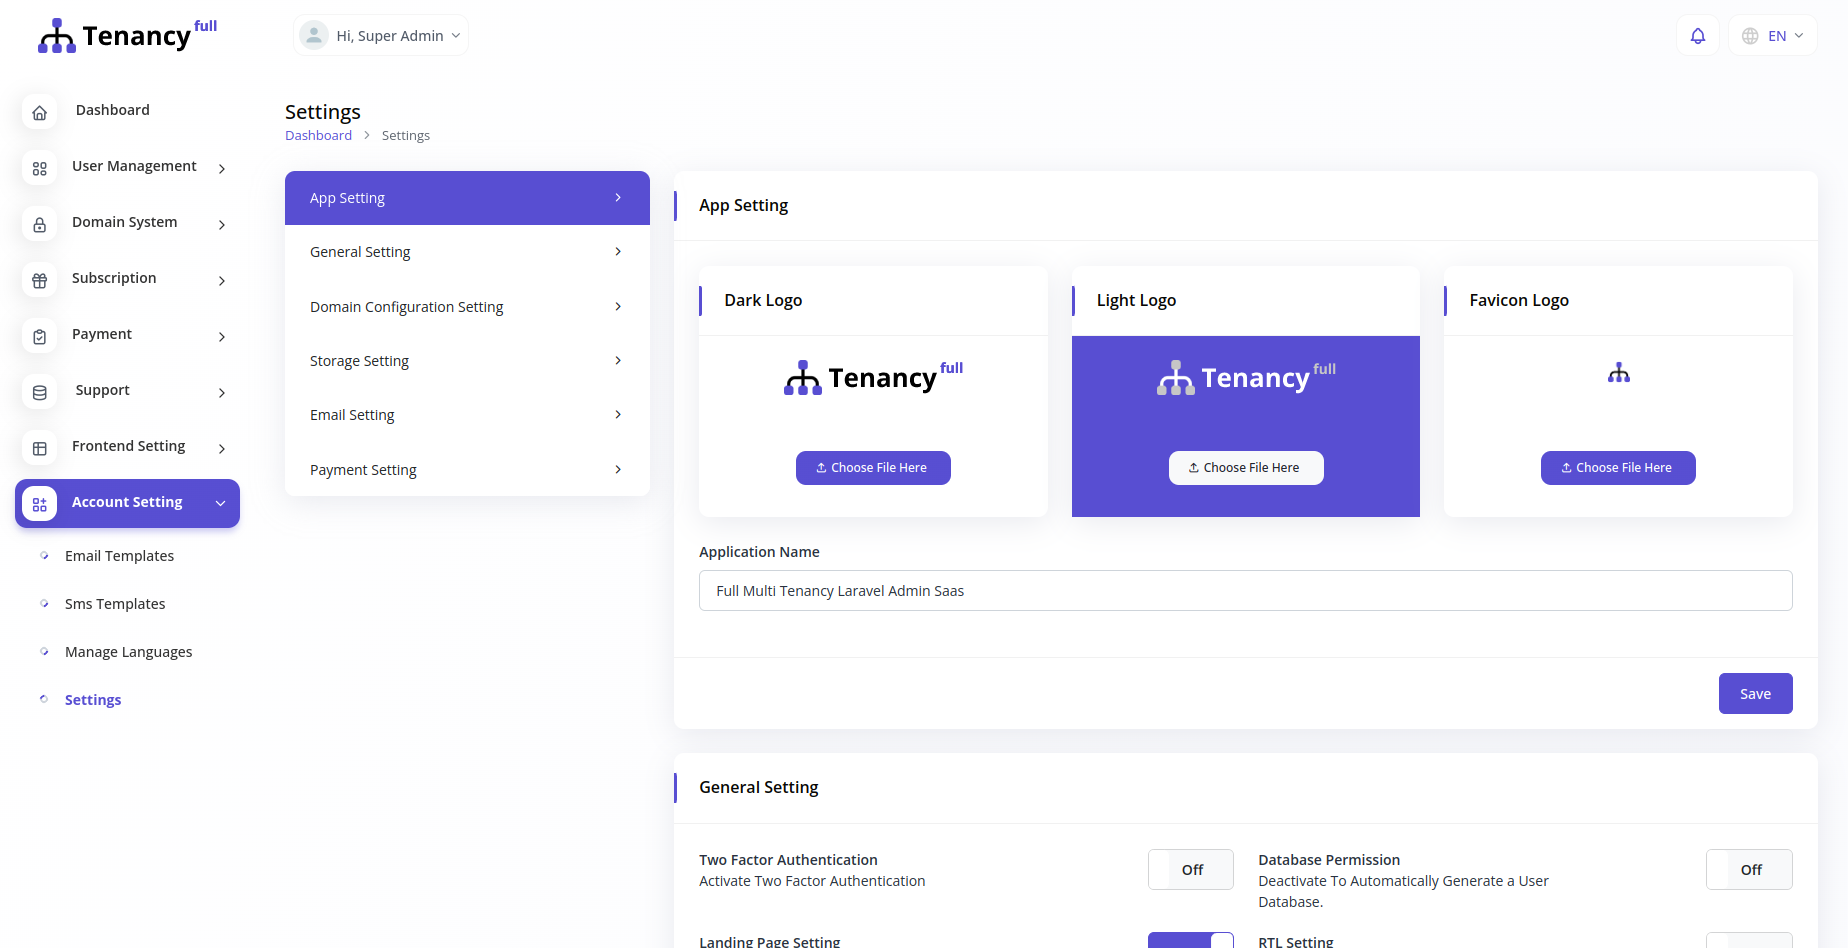 Tenancy full
Hi, Super Admin
EN
Dashboard
User Management
Domain System
Subscription
Payment
Support
Frontend Setting
Account Setting
Email Templates
Sms Templates
Manage Languages
Settings
Settings
Dashboard > Settings
App Setting
General Setting
Domain Configuration Setting
Storage Setting
Email Setting
Payment Setting
App Setting
Dark Logo
Tenancy full
Choose File Here
Light Logo
Tenancy full
Choose File Here
Favicon Logo
Choose File Here
Application Name
Full Multi Tenancy Laravel Admin Saas
Save
General Setting
Two Factor Authentication
Activate Two Factor Authentication
Off
Database Permission
Deactivate To Automatically Generate a User
Database.
Off
Landing Page Setting
RTL Setting